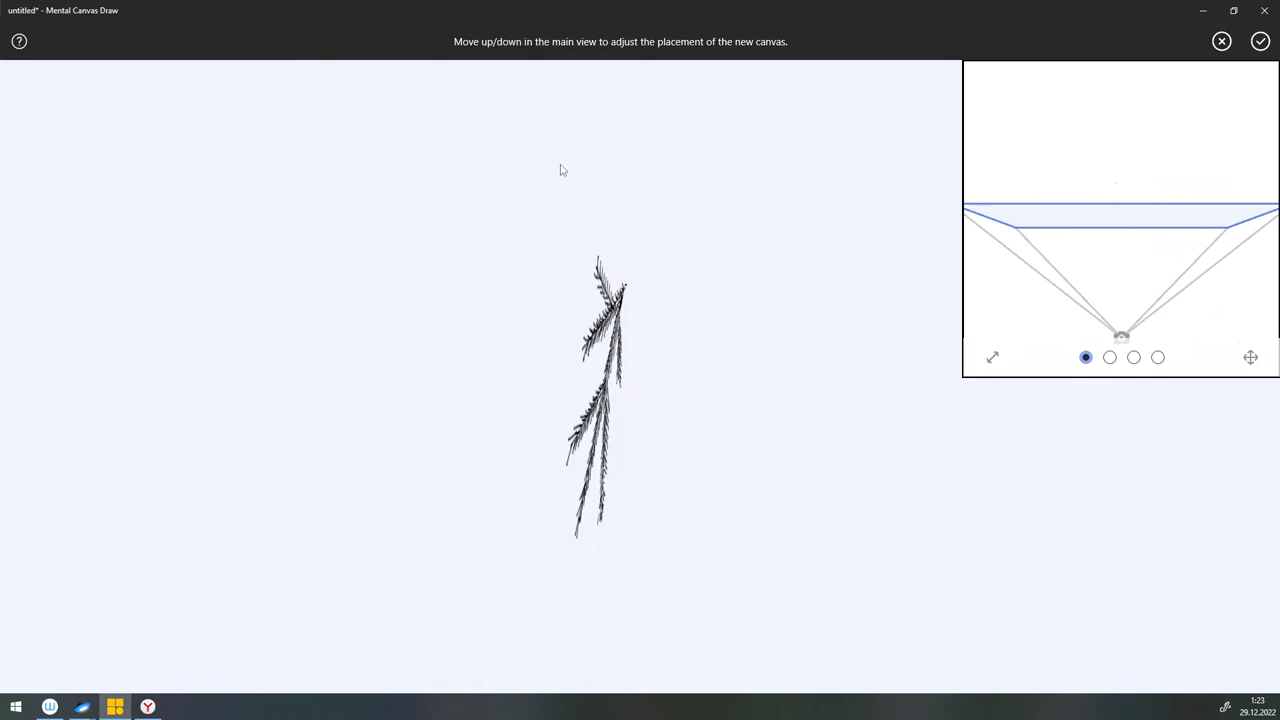 untitled* - Mental Canvas Draw
Move up/down in the main view to adjust the placement of the new canvas.
1:23
29.12.2022